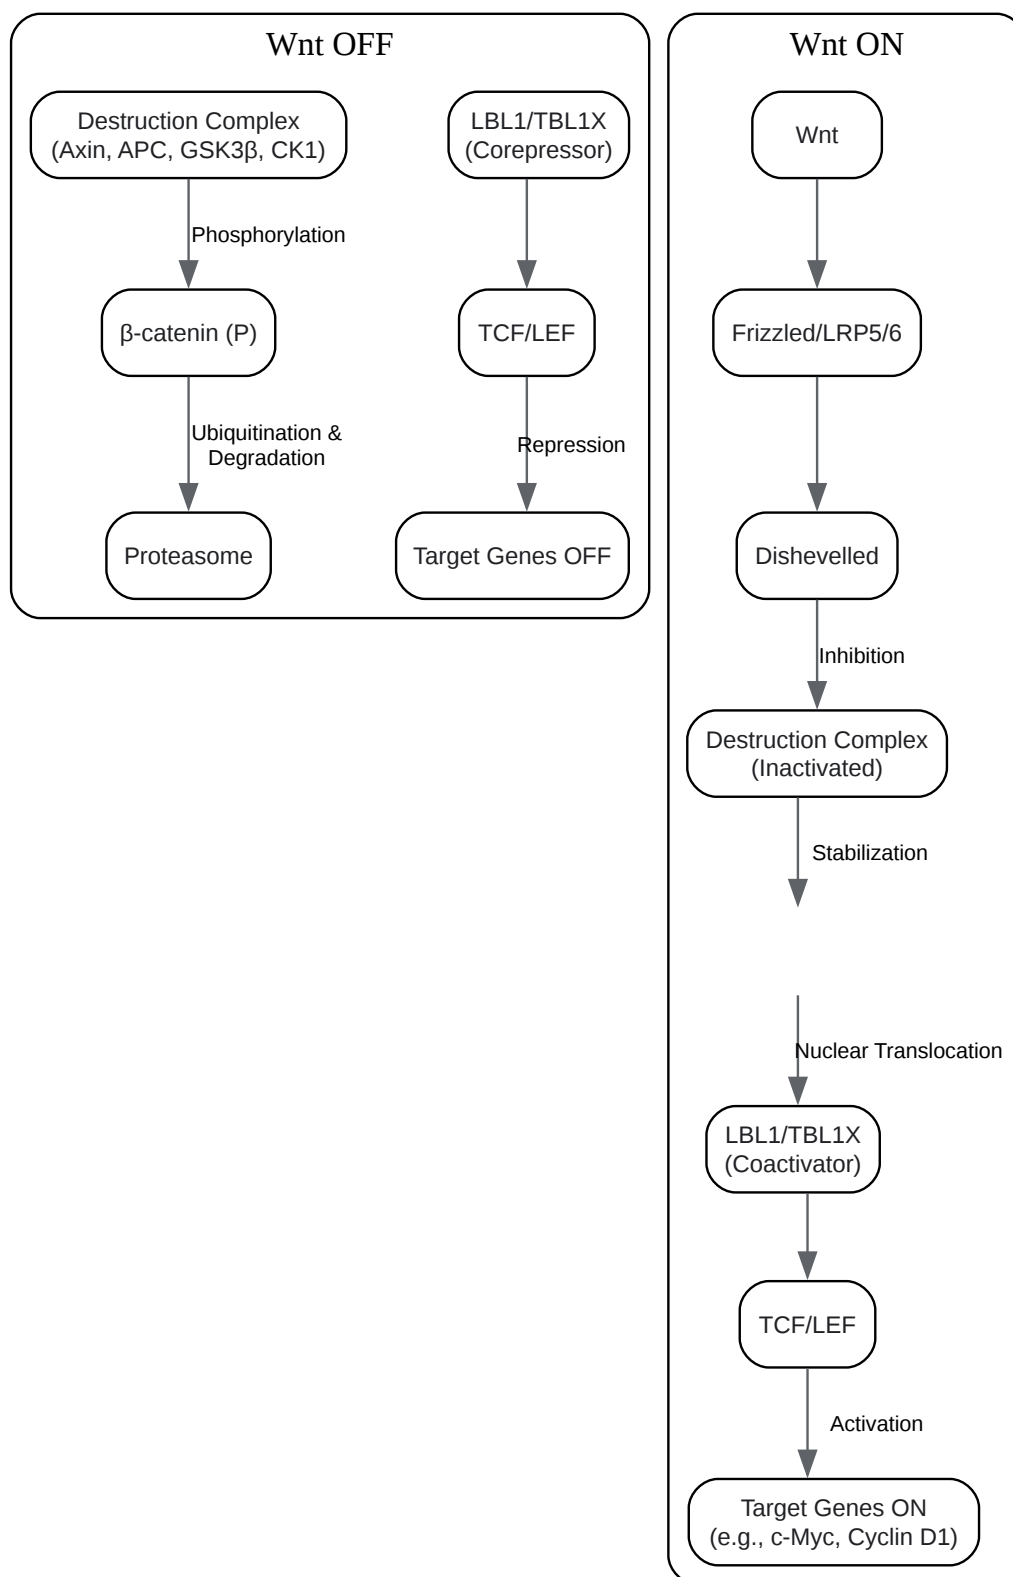 Wnt OFF
Destruction Complex
(Axin, APC, GSK3β, CK1)
Phosphorylation
β-catenin (P)
Ubiquitination &
Degradation
Proteasome
LBL1/TBL1X
(Corepressor)
TCF/LEF
Repression
Target Genes OFF
Wnt ON
Wnt
Frizzled/LRP5/6
Dishevelled
Inhibition
Destruction Complex
(Inactivated)
Stabilization
Nuclear Translocation
LBL1/TBL1X
(Coactivator)
TCF/LEF
Activation
Target Genes ON
(e.g., c-Myc, Cyclin D1)